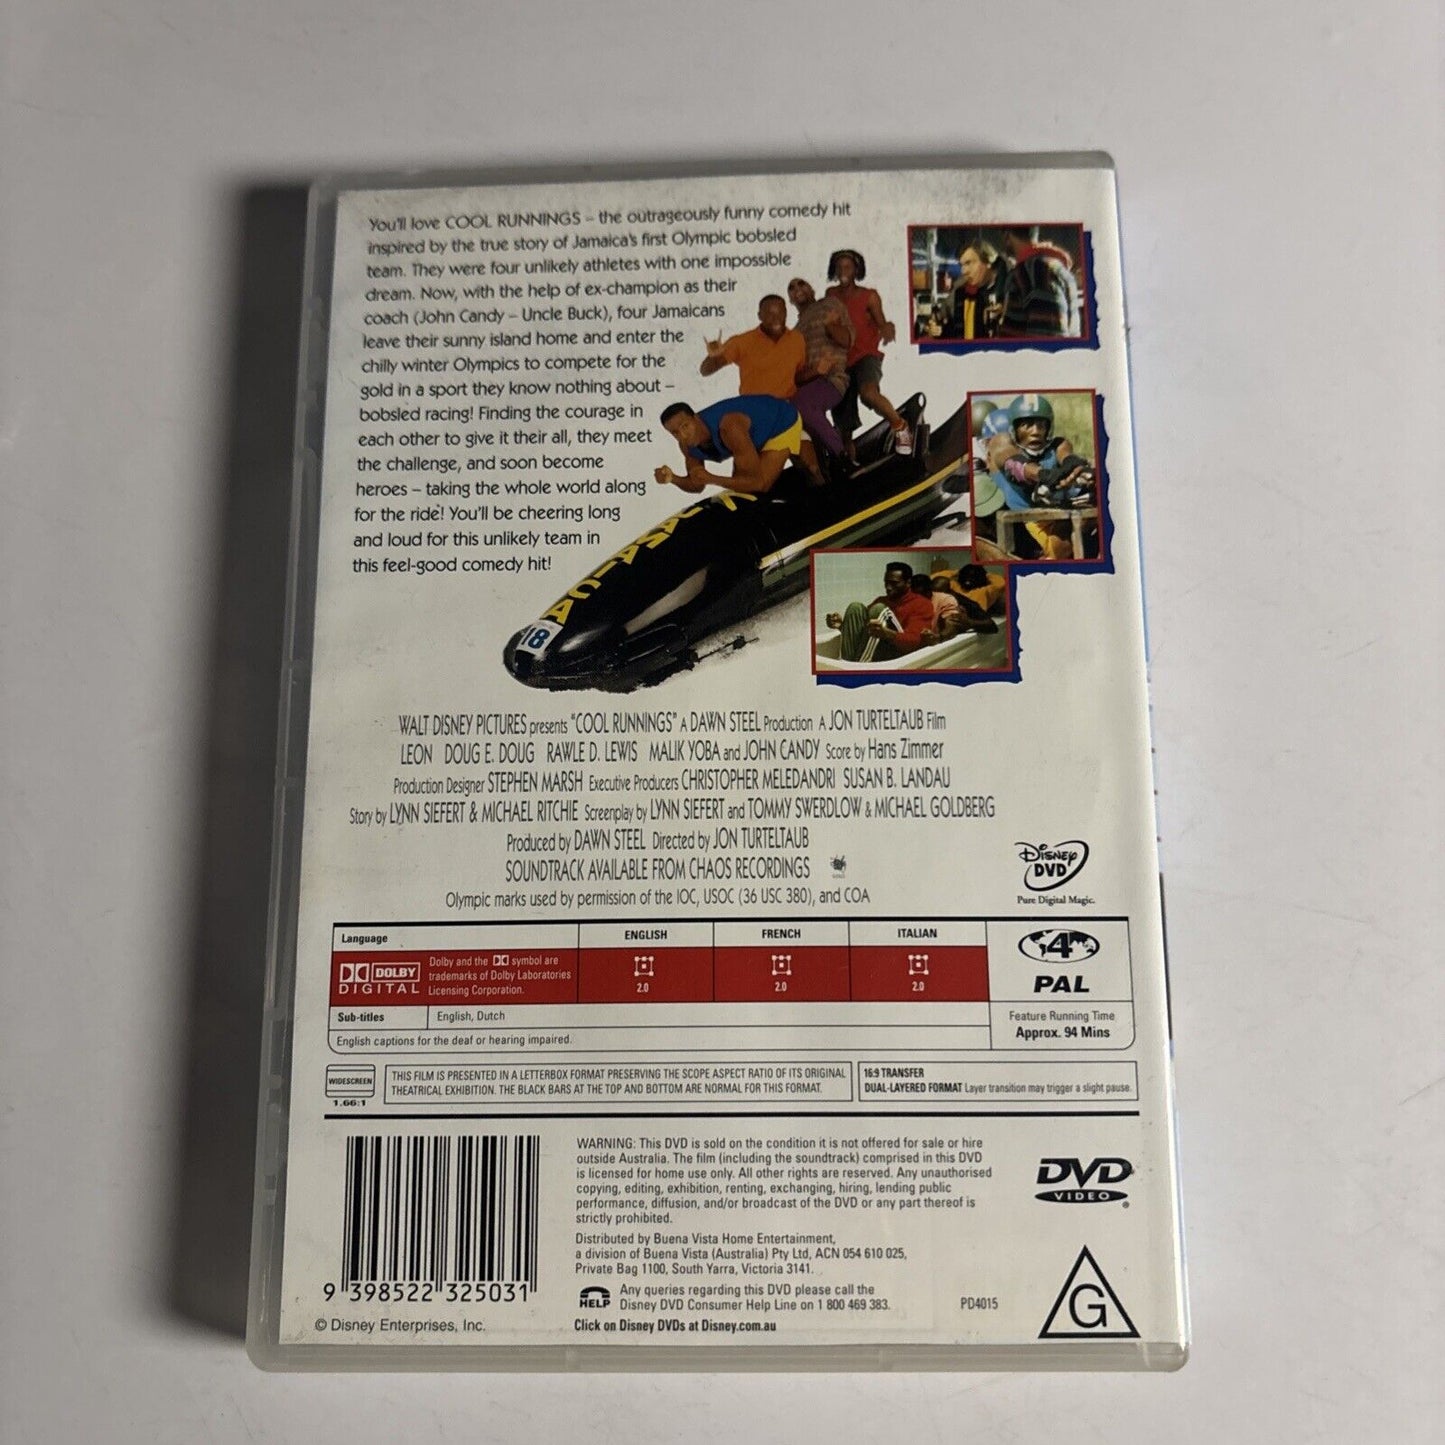 You'll love COOL RUNNINGS – the outrageously funny comedy hit
inspired by the true story of Jamaica's first Olympic bobsled
team. They were four unlikely athletes with one impossible
dream. Now, with the help of ex-champion as their
coach (John Candy – Uncle Buck), four Jamaicans
leave their sunny island home and enter the
chilly winter Olympics to compete for the
gold in a sport they know nothing about –
bobsled racing! Finding the courage in
each other to give it their all, they meet
the challenge, and soon become
heroes – taking the whole world along
for the ride! You'll be cheering long
and loud for this unlikely team in
this feel-good comedy hit!
JAMAICA
18
WALT DISNEY PICTURES presents "COOL RUNNINGS" A DAWN STEEL Production A JON TURTELTAUB Film
LEON DOUG E. DOUG RAWLE D. LEWIS MALIK YOBA and JOHN CANDY Score by Hans Zimmer
Production Designer STEPHEN MARSH Executive Producers CHRISTOPHER MELEDANDRI SUSAN B. LANDAU
Story by LYNN SIEFERT & MICHAEL RITCHIE Screenplay by LYNN SIEFERT and TOMMY SWERDLOW & MICHAEL GOLDBERG
Produced by DAWN STEEL Directed by JON TURTELTAUB
SOUNDTRACK AVAILABLE FROM CHAOS RECORDINGS
Olympic marks used by permission of the IOC, USOC (36 USC 380), and COA
Disney
DVD
Pure Digital Magic.
Language ENGLISH FRENCH ITALIAN
DOLBY
DIGITAL
Dolby and the DD symbol are
trademarks of Dolby Laboratories
Licensing Corporation.
2.0 2.0 2.0
4
PAL
Sub-titles English, Dutch
English captions for the deaf or hearing impaired.
Feature Running Time
Approx. 94 Mins
WIDESCREEN
1.66:1
THIS FILM IS PRESENTED IN A LETTERBOX FORMAT PRESERVING THE SCOPE ASPECT RATIO OF ITS ORIGINAL
THEATRICAL EXHIBITION. THE BLACK BARS AT THE TOP AND BOTTOM ARE NORMAL FOR THIS FORMAT.
16:9 TRANSFER
DUAL-LAYERED FORMAT Layer transition may trigger a slight pause.
WARNING: This DVD is sold on the condition it is not offered for sale or hire
outside Australia. The film (including the soundtrack) comprised in this DVD
is licensed for home use only. All other rights are reserved. Any unauthorised
copying, editing, exhibition, renting, exchanging, hiring, lending public
performance, diffusion, and/or broadcast of the DVD or any part thereof is
strictly prohibited.
Distributed by Buena Vista Home Entertainment,
a division of Buena Vista (Australia) Pty Ltd, ACN 054 610 025,
Private Bag 1100, South Yarra, Victoria 3141.
HELP
Any queries regarding this DVD please call the
Disney DVD Consumer Help Line on 1 800 469 383.
Click on Disney DVDs at Disney.com.au
PD4015
DVD
VIDEO
G
9 398522 325031
© Disney Enterprises, Inc.